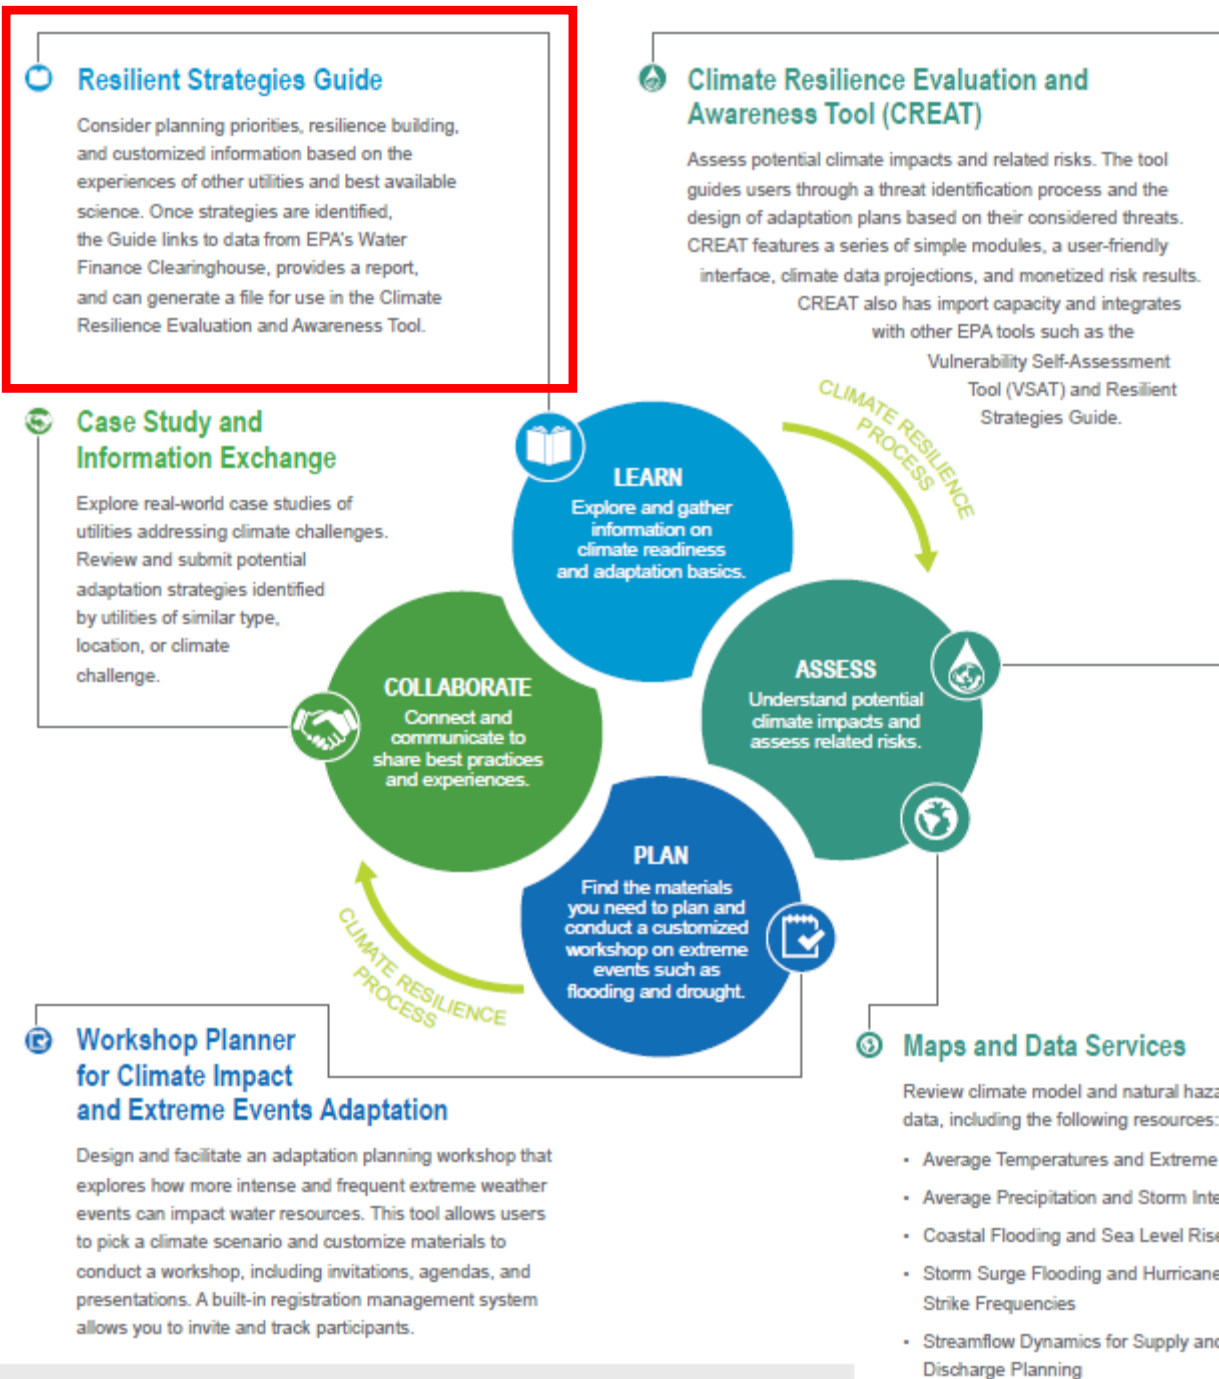 Resilient Strategies Guide
Consider planning priorities, resilience building,
and customized information based on the
experiences of other utilities and best available
science. Once strategies are identified,
the Guide links to data from EPA's Water
Finance Clearinghouse, provides a report,
and can generate a file for use in the Climate
Resilience Evaluation and Awareness Tool.
Climate Resilience Evaluation and
Awareness Tool (CREAT)
Assess potential climate impacts and related risks. The tool
guides users through a threat identification process and the
design of adaptation plans based on their considered threats.
CREAT features a series of simple modules, a user-friendly
interface, climate data projections, and monetized risk results.
CREAT also has import capacity and integrates
with other EPA tools such as the
Vulnerability Self-Assessment
Tool (VSAT) and Resilient
Strategies Guide.
Case Study and
Information Exchange
Explore real-world case studies of
utilities addressing climate challenges.
Review and submit potential
adaptation strategies identified
by utilities of similar type,
location, or climate
challenge.
CLIMATE RESILIENCE
PROCESS
LEARN
Explore and gather
information on
climate readiness
and adaptation basics.
ASSESS
Understand potential
climate impacts and
assess related risks.
COLLABORATE
Connect and
communicate to
share best practices
and experiences.
PLAN
Find the materials
you need to plan and
conduct a customized
workshop on extreme
events such as
flooding and drought.
CLIMATE RESILIENCE
PROCESS
Workshop Planner
for Climate Impact
and Extreme Events Adaptation
Design and facilitate an adaptation planning workshop that
explores how more intense and frequent extreme weather
events can impact water resources. This tool allows users
to pick a climate scenario and customize materials to
conduct a workshop, including invitations, agendas, and
presentations. A built-in registration management system
allows you to invite and track participants.
Maps and Data Services
Review climate model and natural haza
data, including the following resources:
- Average Temperatures and Extreme
- Average Precipitation and Storm Inte
- Coastal Flooding and Sea Level Rise
- Storm Surge Flooding and Hurricane
Strike Frequencies
- Streamflow Dynamics for Supply and
Discharge Planning